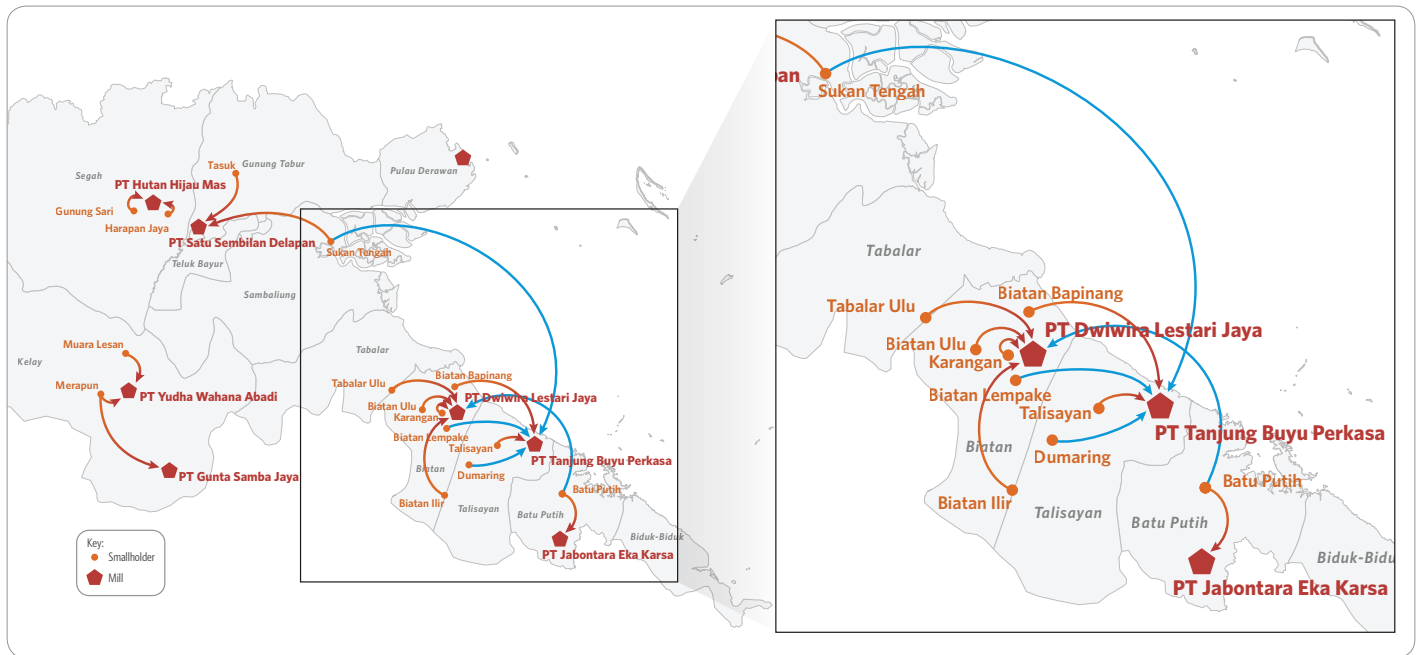 Segah
Tasuk
Gunung Tabur
Pulau Derawan
PT Hutan Hijau Mas
Gunung Sari
Harapan Jaya
PT Satu Sembilan Delapan
Sukan Tengah
Teluk Bayur
Sambaliung
Kelay
Muara Lesan
Merapun
PT Yudha Wahana Abadi
PT Gunta Samba Jaya
Tabalar
Tabalar Ulu
Biatan Bapinang
PT Dwiwira Lestari Jaya
Biatan Ulu
Karangan
Biatan Lempake
Talisayan
PT Tanjung Buyu Perkasa
Biatan
Dumaring
Biatan Ilir
Talisayan
Batu Putih
Batu Putih
Biduk-Biduk
PT Jabontara Eka Karsa
Key:
Smallholder
Mill
pan
Sukan Tengah
Tabalar
Tabalar Ulu
Biatan Bapinang
PT Dwiwira Lestari Jaya
Biatan Ulu
Karangan
Biatan Lempake
Talisayan
PT Tanjung Buyu Perkasa
Biatan
Dumaring
Batu Putih
Biatan Ilir
Talisayan
Batu Putih
Biduk-Bidu
PT Jabontara Eka Karsa